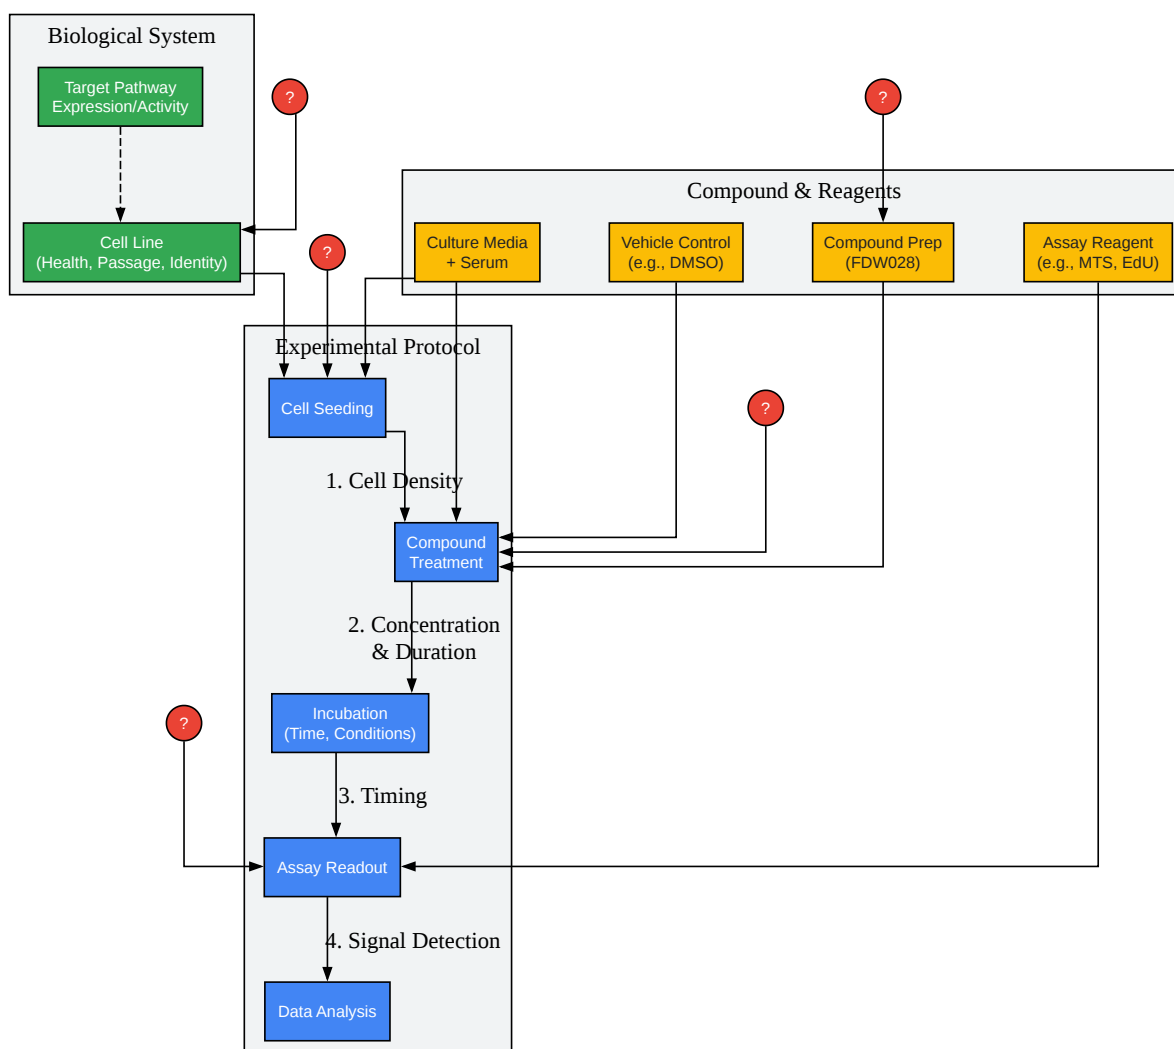 Biological System
Target Pathway
Expression/Activity
?
?
Compound & Reagents
Cell Line
(Health, Passage, Identity)
?
Culture Media
+ Serum
Vehicle Control
(e.g., DMSO)
Compound Prep
(FDW028)
Assay Reagent
(e.g., MTS, EdU)
Experimental Protocol
Cell Seeding
?
1. Cell Density
Compound
Treatment
2. Concentration
& Duration
Incubation
(Time, Conditions)
?
3. Timing
Assay Readout
4. Signal Detection
Data Analysis